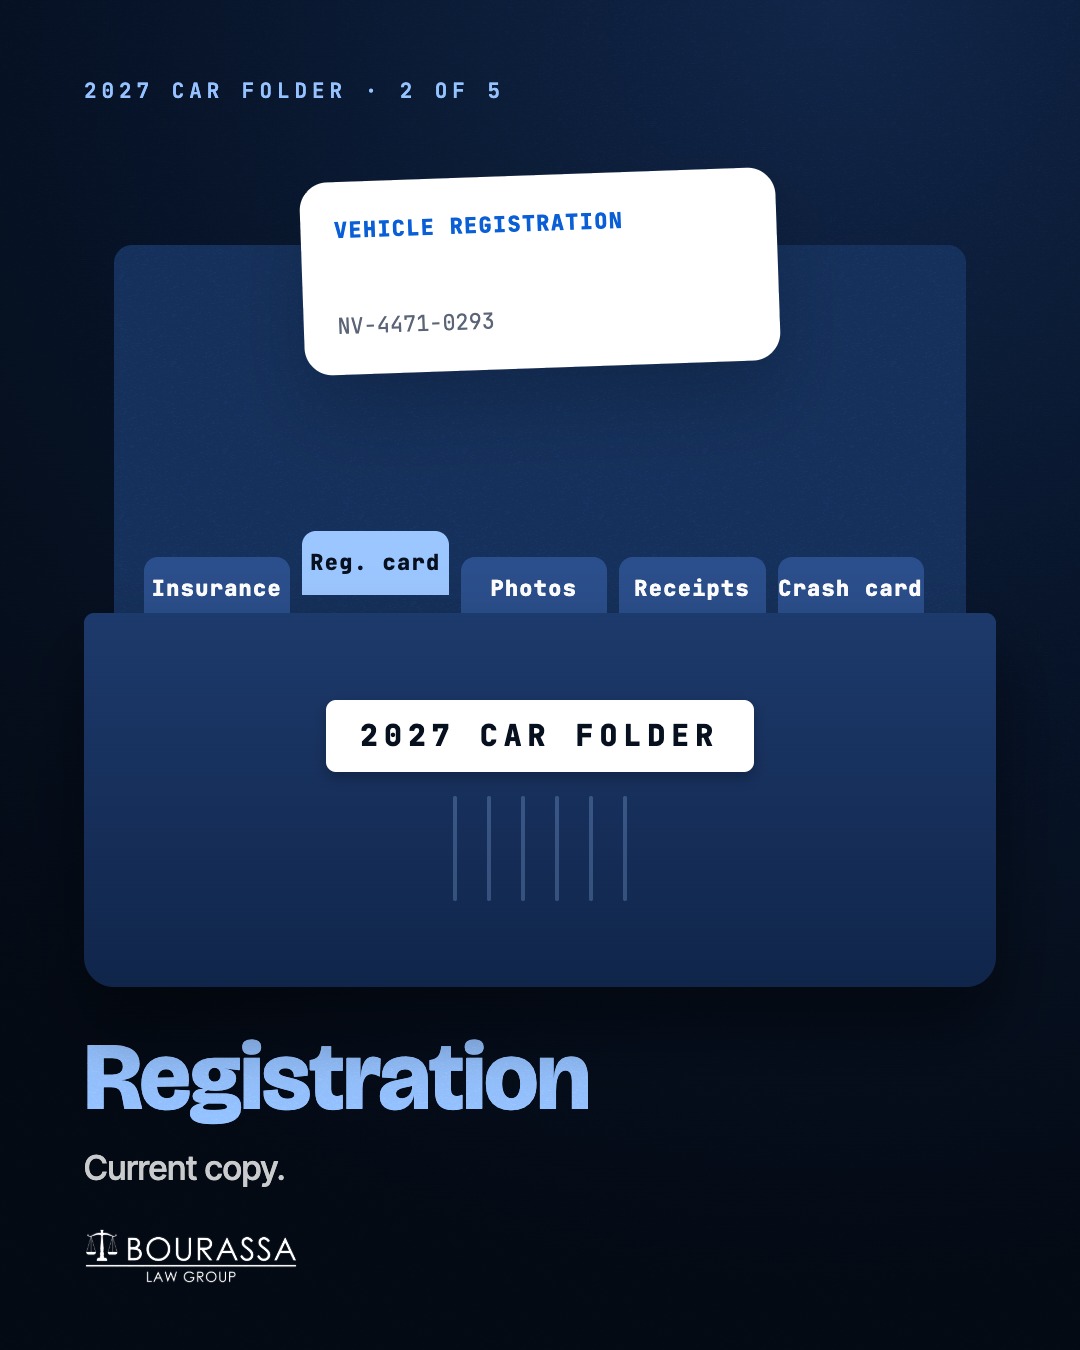 2027 CAR FOLDER · 2 OF 5
VEHICLE REGISTRATION
NV-4471-0293
Insurance
Reg. card
Photos
Receipts
Crash card
2027 CAR FOLDER
Registration
Current copy.
BOURASSA
LAW GROUP